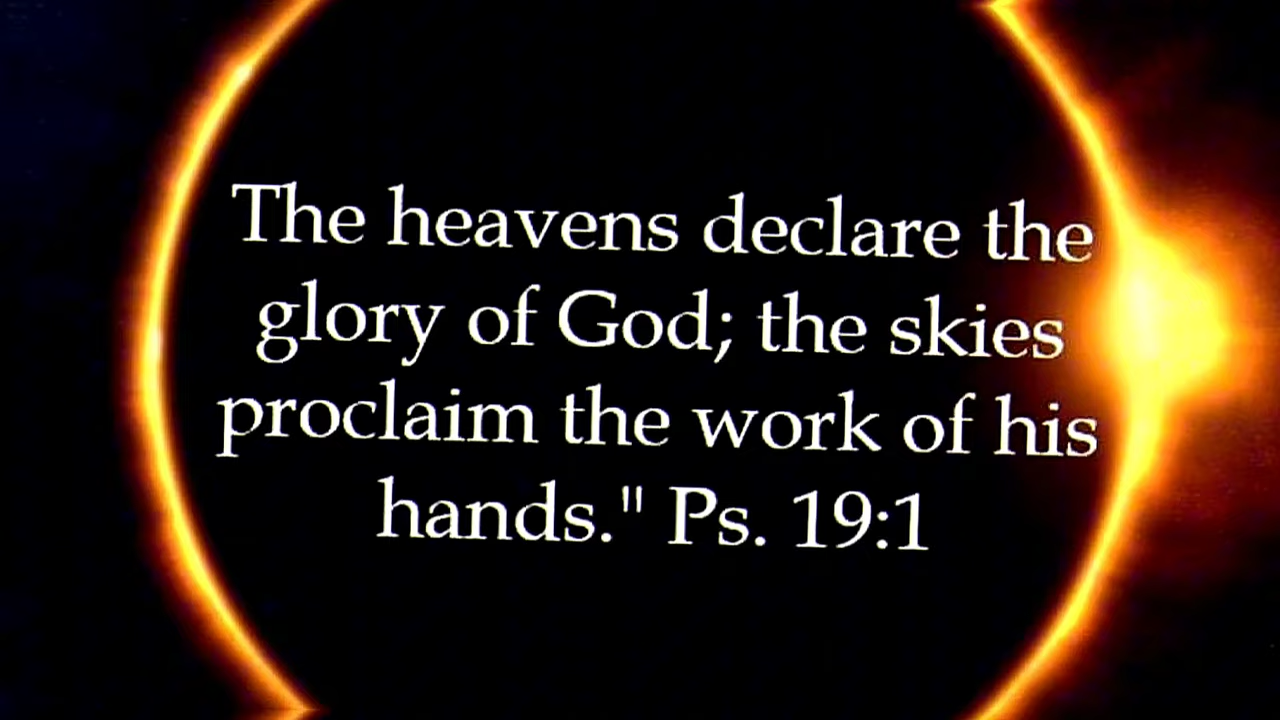 The heavens declare the
glory of God; the skies
proclaim the work of his
hands." Ps. 19:1